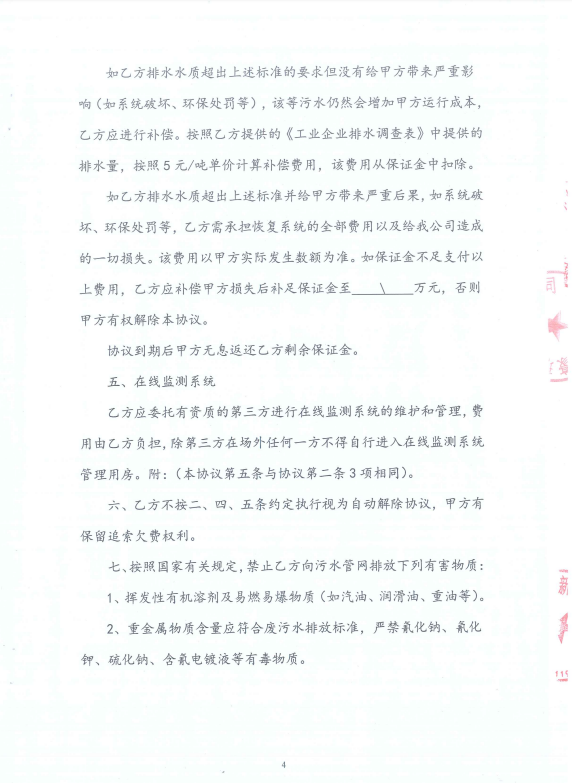 如乙方排水水质超出上述标准的要求但没有给甲方带来严重影
响（如系统破坏、环保处罚等），该等污水仍然会增加甲方运行成本，
乙方应进行补偿。按照乙方提供的《工业企业排水调查表》中提供的
排水量，按照5元/吨单价计算补偿费用，该费用从保证金中扣除。
如乙方排水水质超出上述标准并给甲方带来严重后果，如系统破
坏、环保处罚等，乙方需承担恢复系统的全部费用以及给我公司造成
的一切损失。该费用以甲方实际发生数额为准。如保证金不足支付以
上费用，乙方应补偿甲方损失后补足保证金至___\___万元，否则
甲方有权解除本协议。
协议到期后甲方无息返还乙方剩余保证金。
五、在线监测系统
乙方应委托有资质的第三方进行在线监测系统的维护和管理，费
用由乙方负担，除第三方在场外任何一方不得自行进入在线监测系统
管理用房。附：（本协议第五条与协议第二条3项相同）。
六、乙方不按二、四、五条约定执行视为自动解除协议，甲方有
保留追索欠费权利。
七、按照国家有关规定，禁止乙方向污水管网排放下列有害物质：
1、挥发性有机溶剂及易燃易爆物质（如汽油、润滑油、重油等）。
2、重金属物质含量应符合废污水排放标准，严禁氰化钠、氰化
钾、硫化钠、含氰电镀液等有毒物质。
司
4